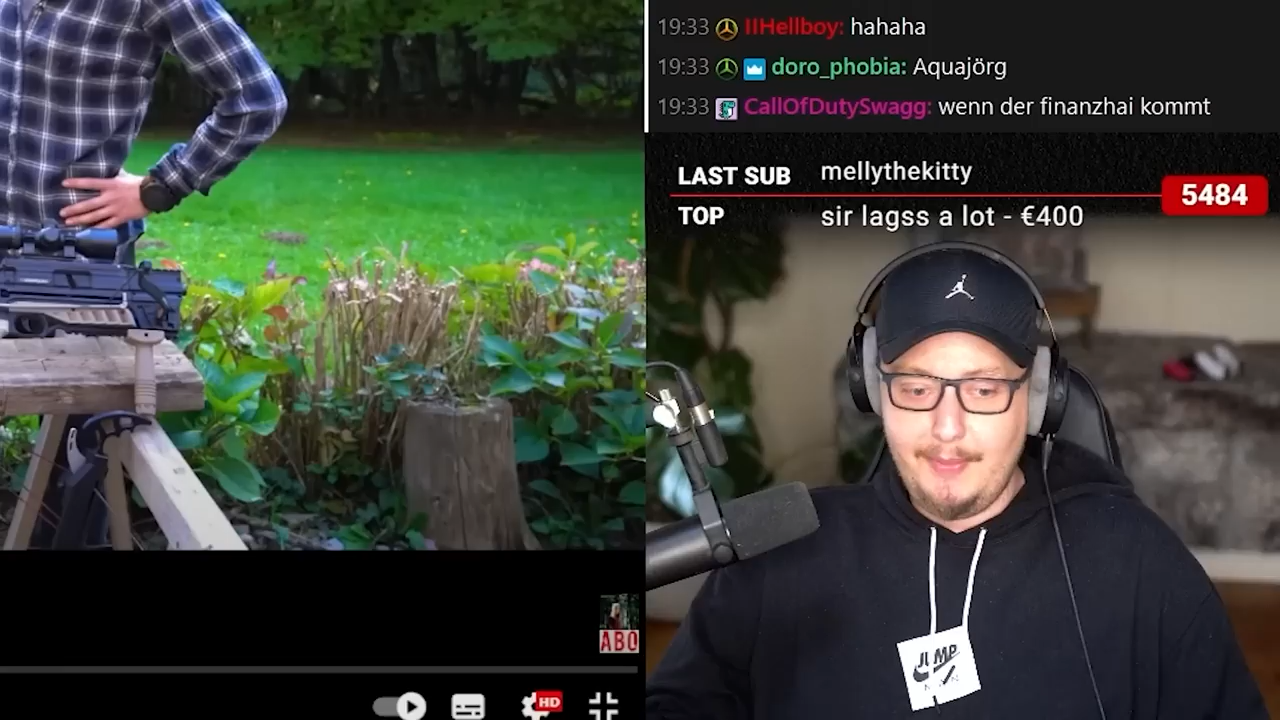 19:33 IIHellboy: hahaha
19:33 doro_phobia: Aquajörg
19:33 CallOfDutySwagg: wenn der finanzhai kommt
LAST SUB mellythekitty
5484
TOP sir lagss a lot - €400
JUMP
ABO
HD